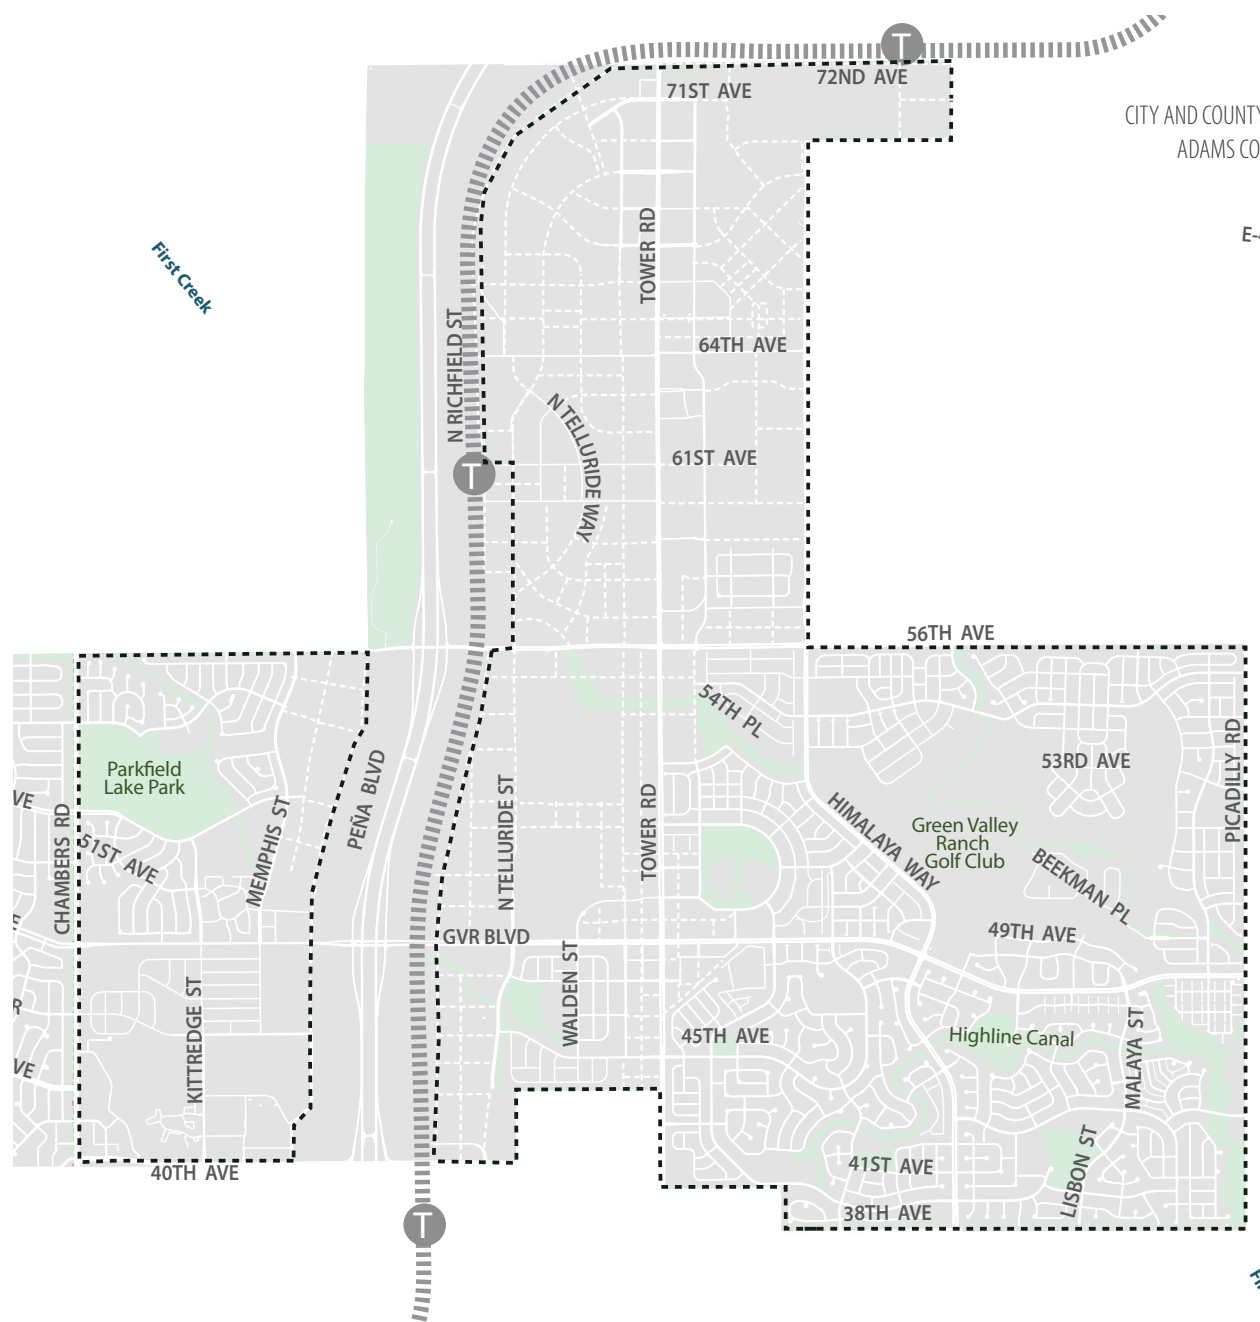 T
72ND AVE
71ST AVE
CITY AND COUNTY
ADAMS CO
E-
First Creek
TOWER RD
N RICHFIELD ST
64TH AVE
N TELLURIDE WAY
61ST AVE
T
56TH AVE
54TH PL
PICADILLY RD
53RD AVE
PEÑA BLVD
Parkfield
Lake Park
VE
CHAMBERS RD
51ST AVE
MEMPHIS ST
N TELLURIDE ST
TOWER RD
HIMALAYA WAY
Green Valley
Ranch
Golf Club
BEEKMAN PL
49TH AVE
GVR BLVD
WALDEN ST
KITTREDGE ST
R
45TH AVE
Highline Canal
MALAYA ST
VE
LISBON ST
41ST AVE
40TH AVE
38TH AVE
T